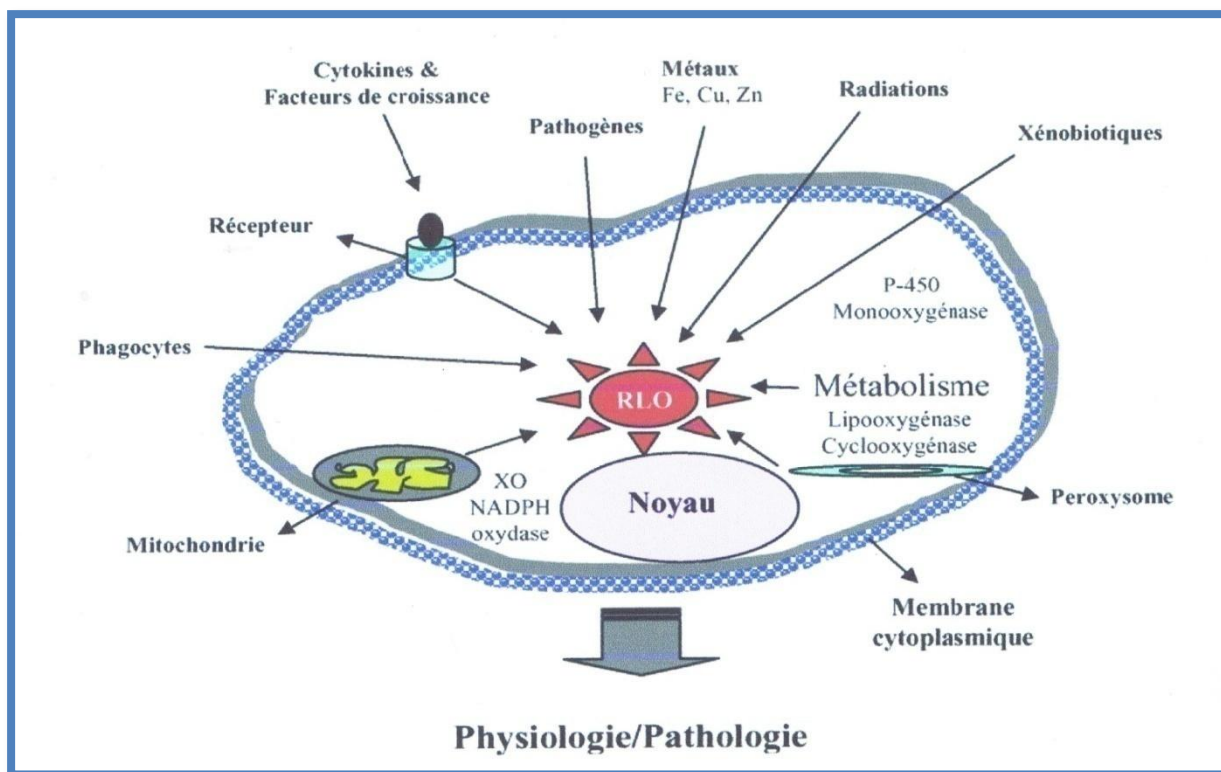 Cytokines &
Facteurs de croissance
Métaux
Fe, Cu, Zn
Radiations
Pathogènes
Xénobiotiques
Récepteur
P-450
Monooxygénase
Phagocytes
RLO
Métabolisme
Lipooxygénase
Cyclooxygénase
XO
NADPH
oxydase
Noyau
Peroxysome
Mitochondrie
Membrane
cytoplasmique
Physiologie/Pathologie